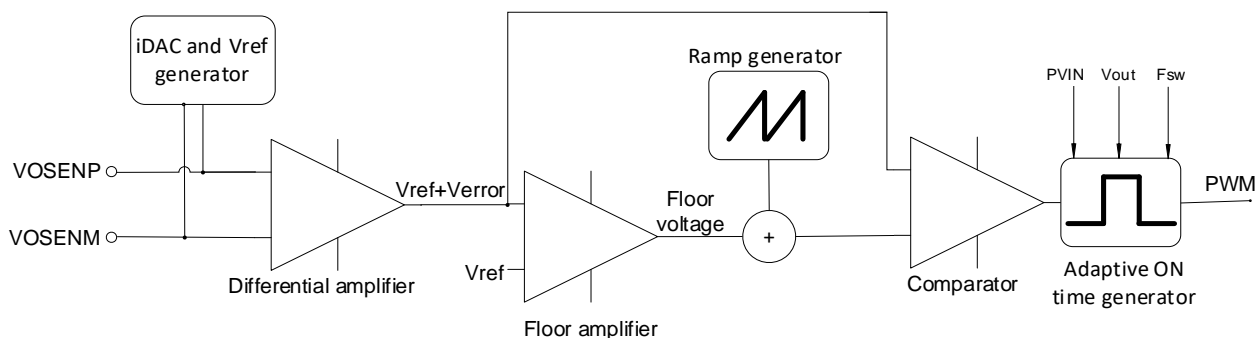 iDAC and Vref
generator
Ramp generator
PVIN
Vout
Fsw
VOSENP
VOSENM
Vref+Verror
Floor
voltage
+
PWM
Vref
Differential amplifier
Floor amplifier
Comparator
Adaptive ON
time generator